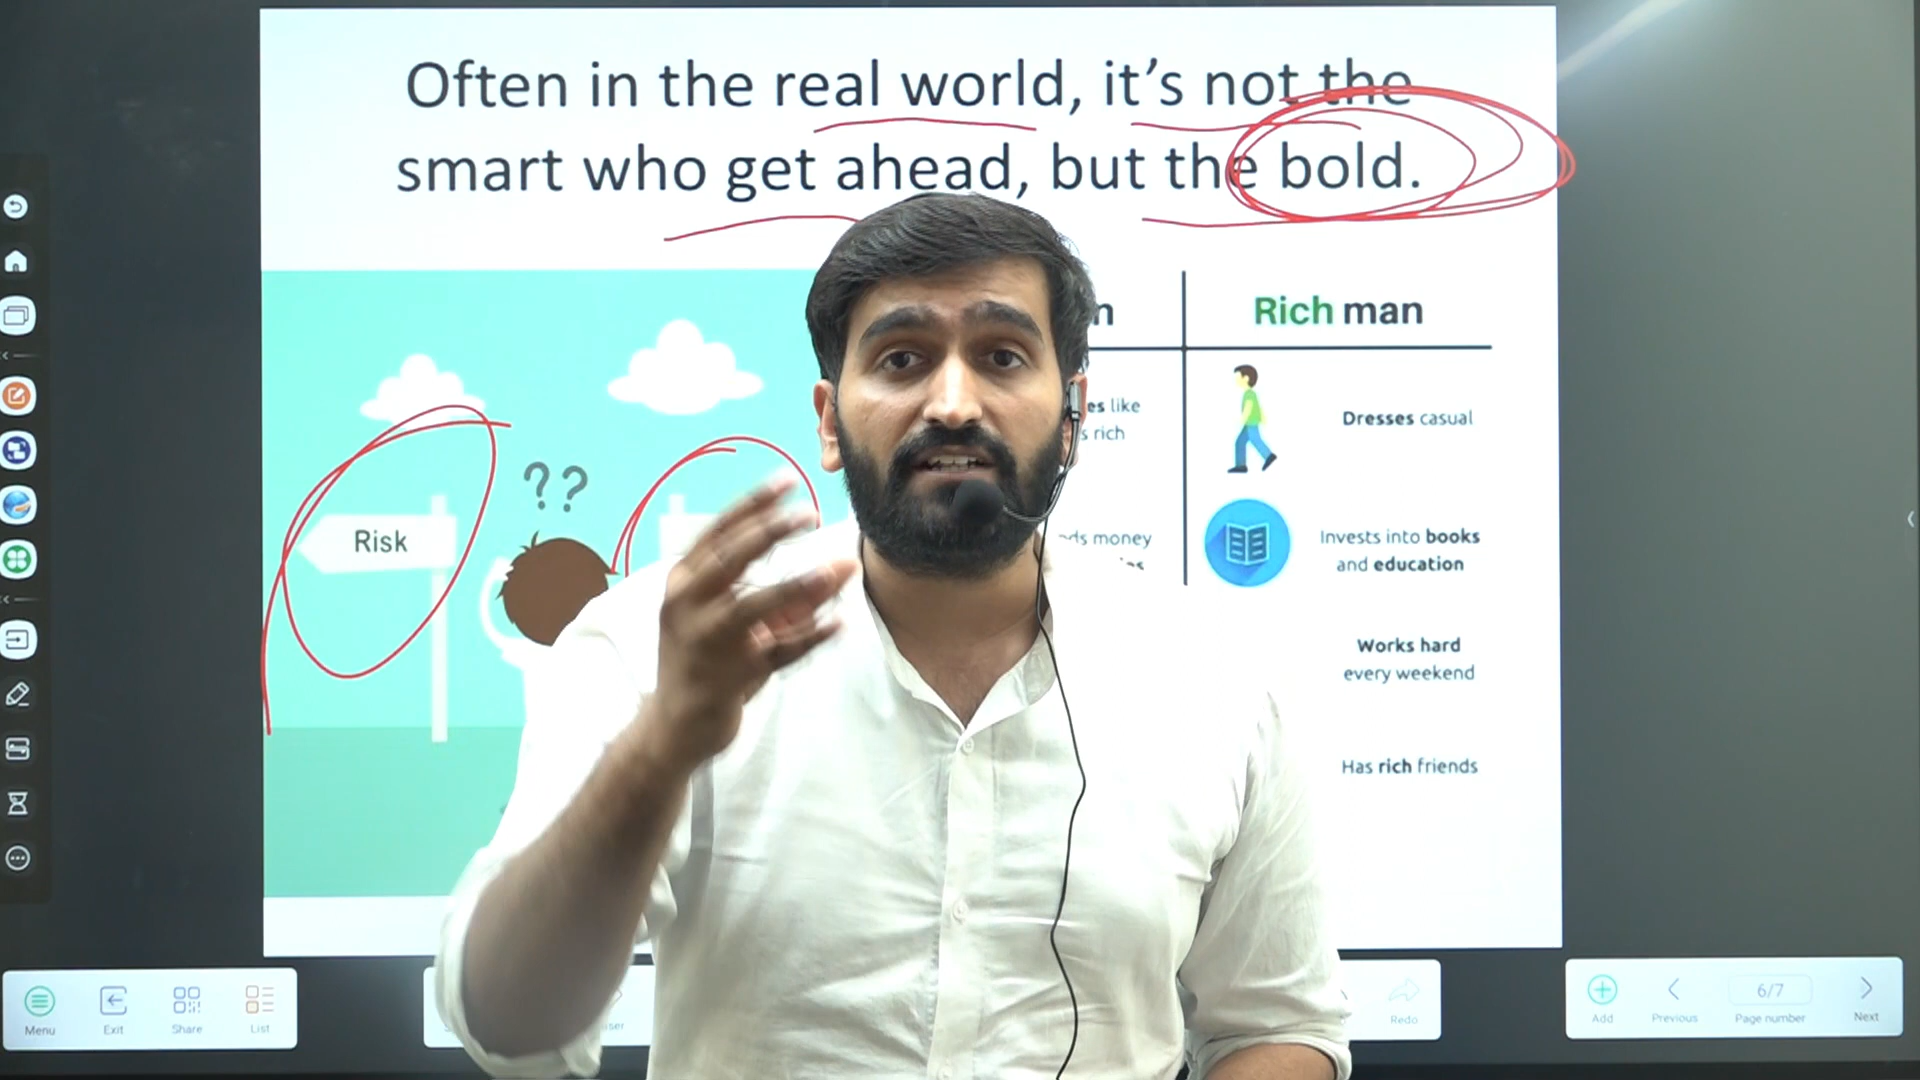 Often in the real world, it's not the
smart who get ahead, but the bold.
Rich man
like
rich
Dresses casual
??
Risk
money
Invests into books
and education
Works hard
every weekend
Has rich friends
Menu
Exit
Share
List
Redo
Add
Previous
6/7
Page number
Next